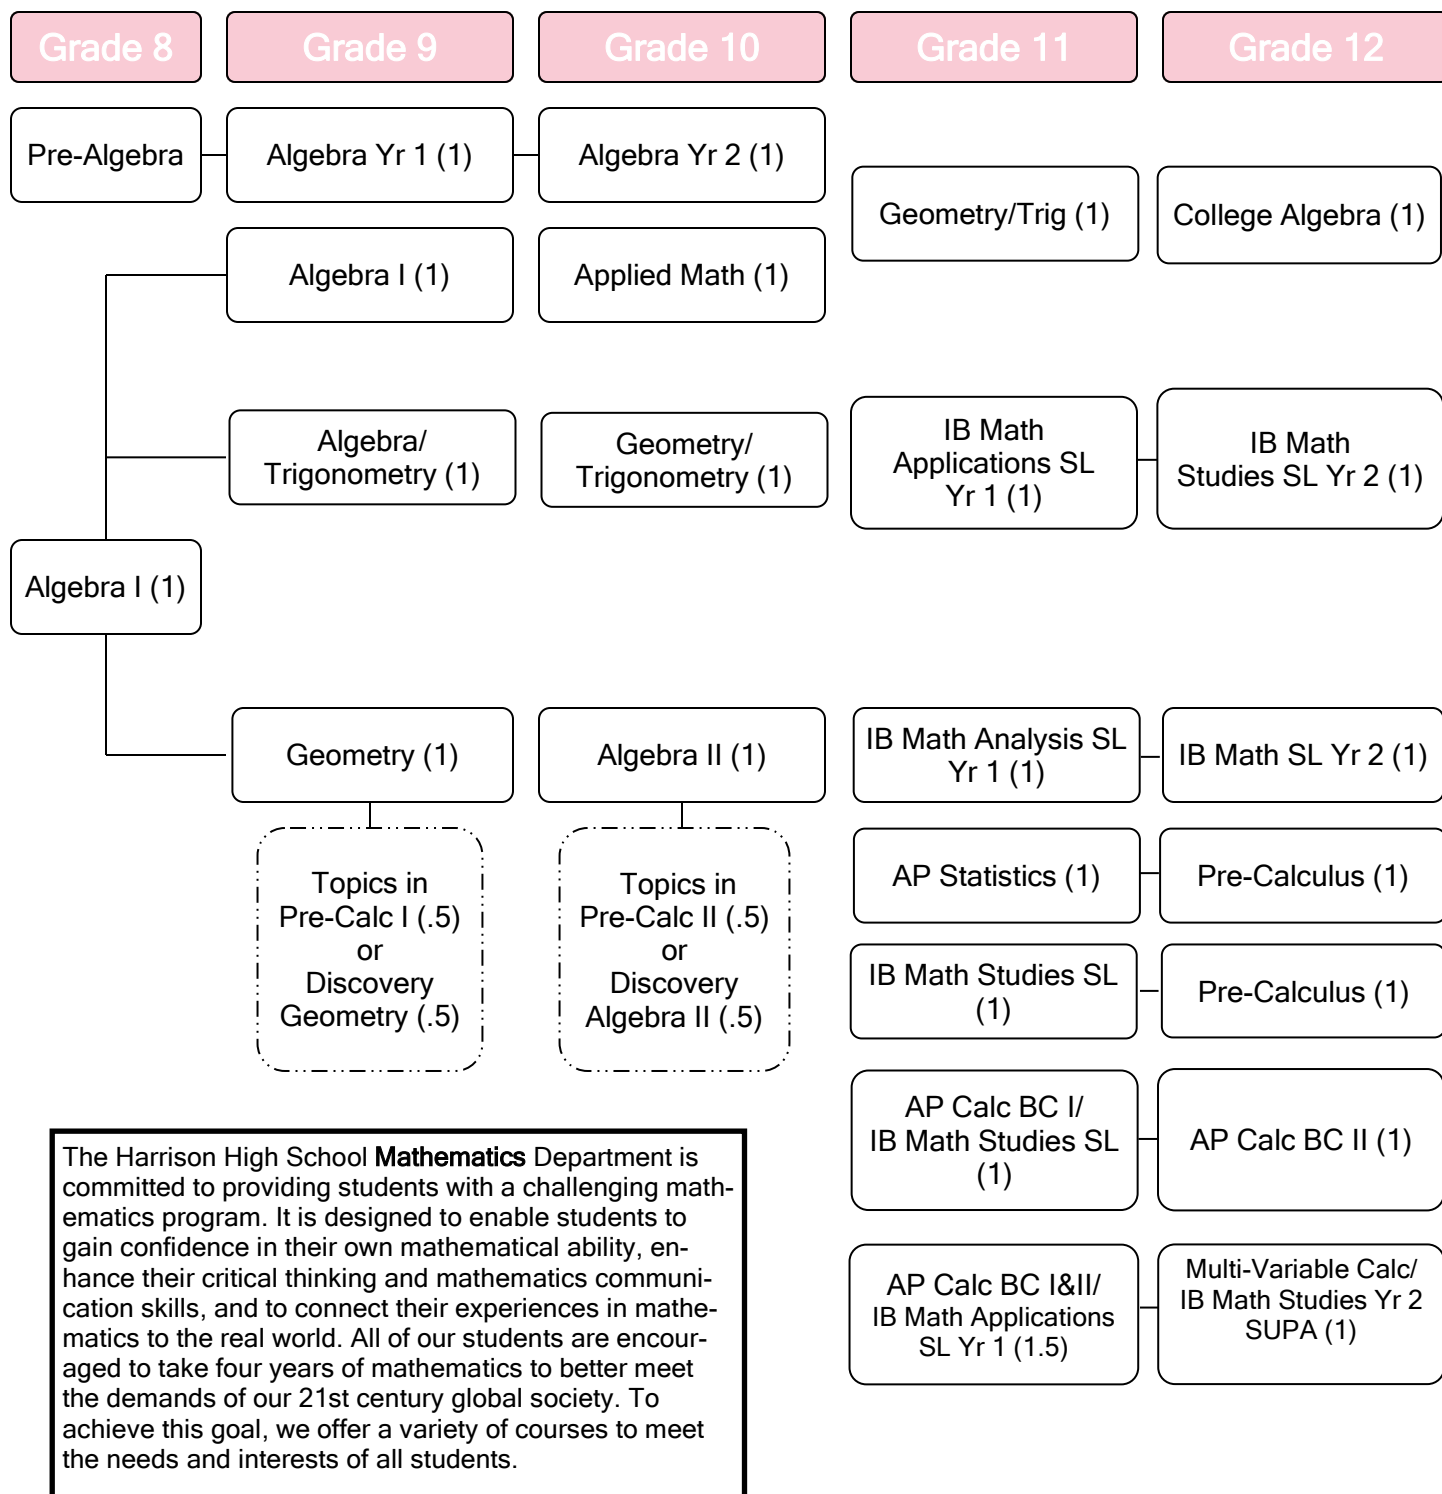 Grade 8
Grade 9
Grade 10
Grade 11
Grade 12
Pre-Algebra
Algebra Yr 1 (1)
Algebra Yr 2 (1)
Geometry/Trig (1)
College Algebra (1)
Algebra I (1)
Applied Math (1)
Algebra/
Trigonometry (1)
Geometry/
Trigonometry (1)
IB Math
Applications SL
Yr 1 (1)
IB Math
Studies SL Yr 2 (1)
Algebra I (1)
Geometry (1)
Algebra II (1)
IB Math Analysis SL
Yr 1 (1)
IB Math SL Yr 2 (1)
Topics in
Pre-Calc I (.5)
or
Discovery
Geometry (.5)
Topics in
Pre-Calc II (.5)
or
Discovery
Algebra II (.5)
AP Statistics (1)
Pre-Calculus (1)
IB Math Studies SL
(1)
Pre-Calculus (1)
AP Calc BC I/
IB Math Studies SL
(1)
AP Calc BC II (1)
AP Calc BC I&II/
IB Math Applications
SL Yr 1 (1.5)
Multi-Variable Calc/
IB Math Studies Yr 2
SUPA (1)
The Harrison High School Mathematics Department is
committed to providing students with a challenging math-
ematics program. It is designed to enable students to
gain confidence in their own mathematical ability, en-
hance their critical thinking and mathematics communi-
cation skills, and to connect their experiences in mathe-
matics to the real world. All of our students are encour-
aged to take four years of mathematics to better meet
the demands of our 21st century global society. To
achieve this goal, we offer a variety of courses to meet
the needs and interests of all students.